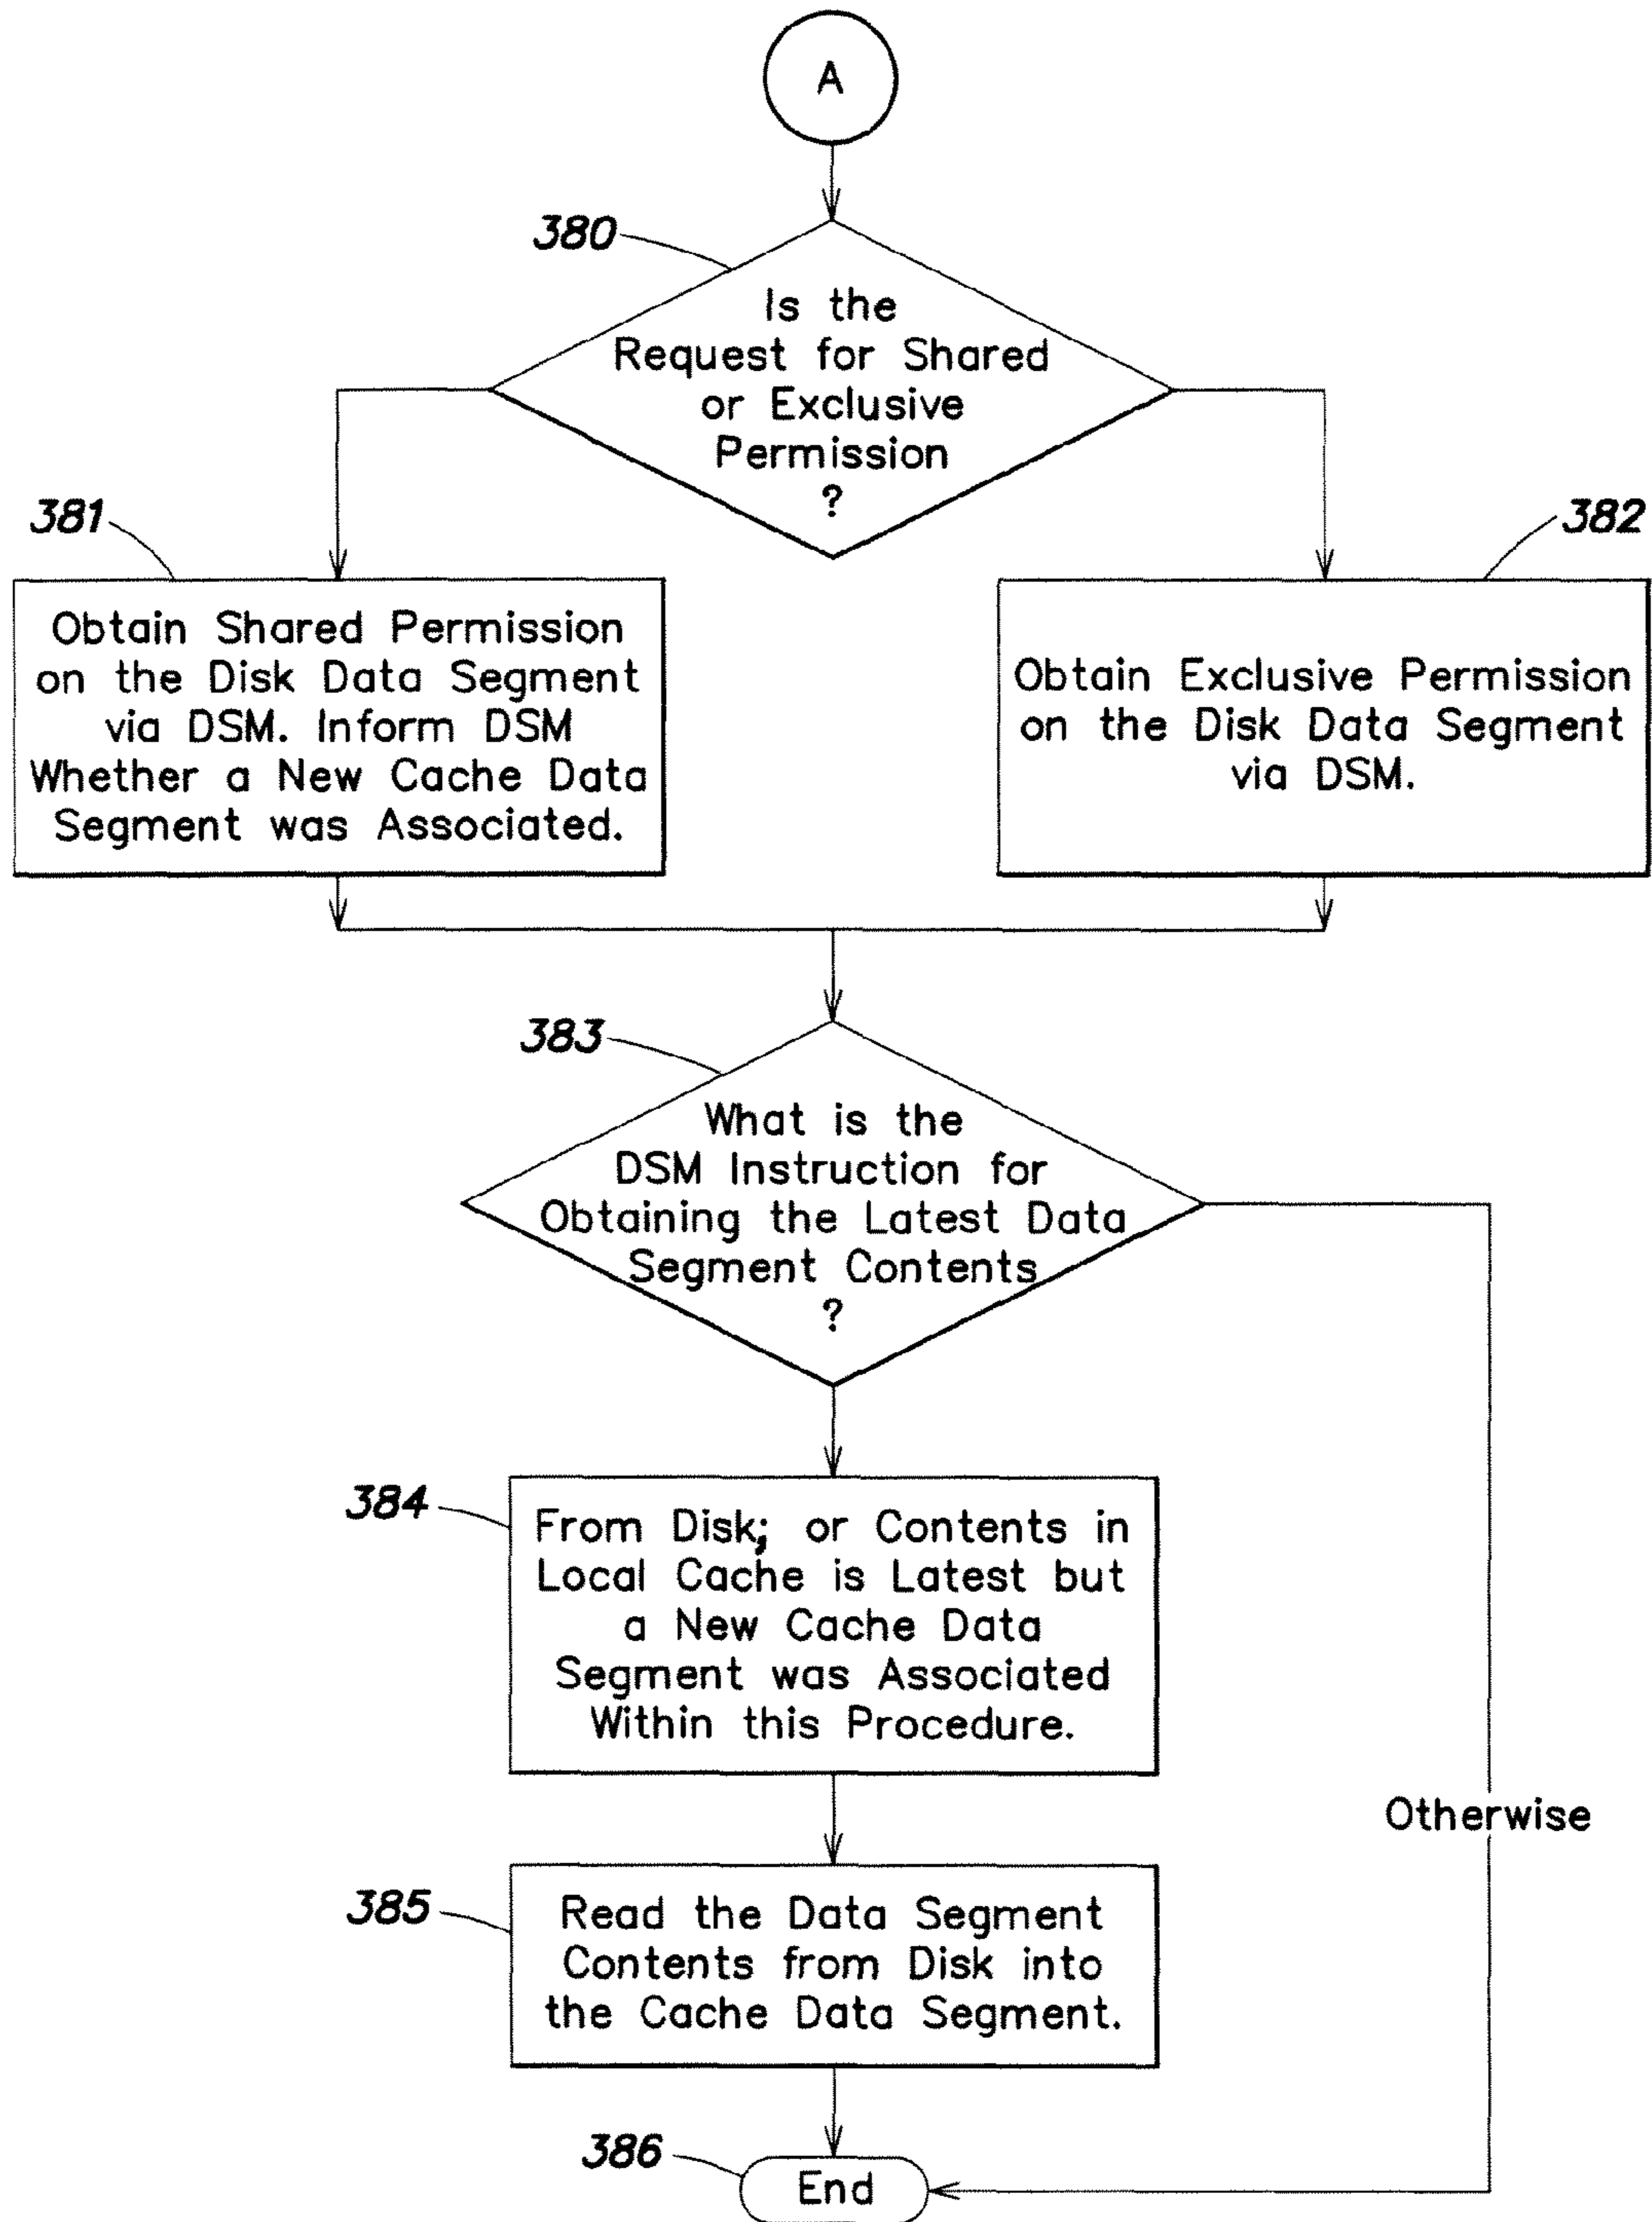 A
380
Is the
Request for Shared
or Exclusive
Permission
?
381
Obtain Shared Permission
on the Disk Data Segment
via DSM. Inform DSM
Whether a New Cache Data
Segment was Associated.
382
Obtain Exclusive Permission
on the Disk Data Segment
via DSM.
383
What is the
DSM Instruction for
Obtaining the Latest Data
Segment Contents
?
384
From Disk; or Contents in
Local Cache is Latest but
a New Cache Data
Segment was Associated
Within this Procedure.
Otherwise
385
Read the Data Segment
Contents from Disk into
the Cache Data Segment.
386
End